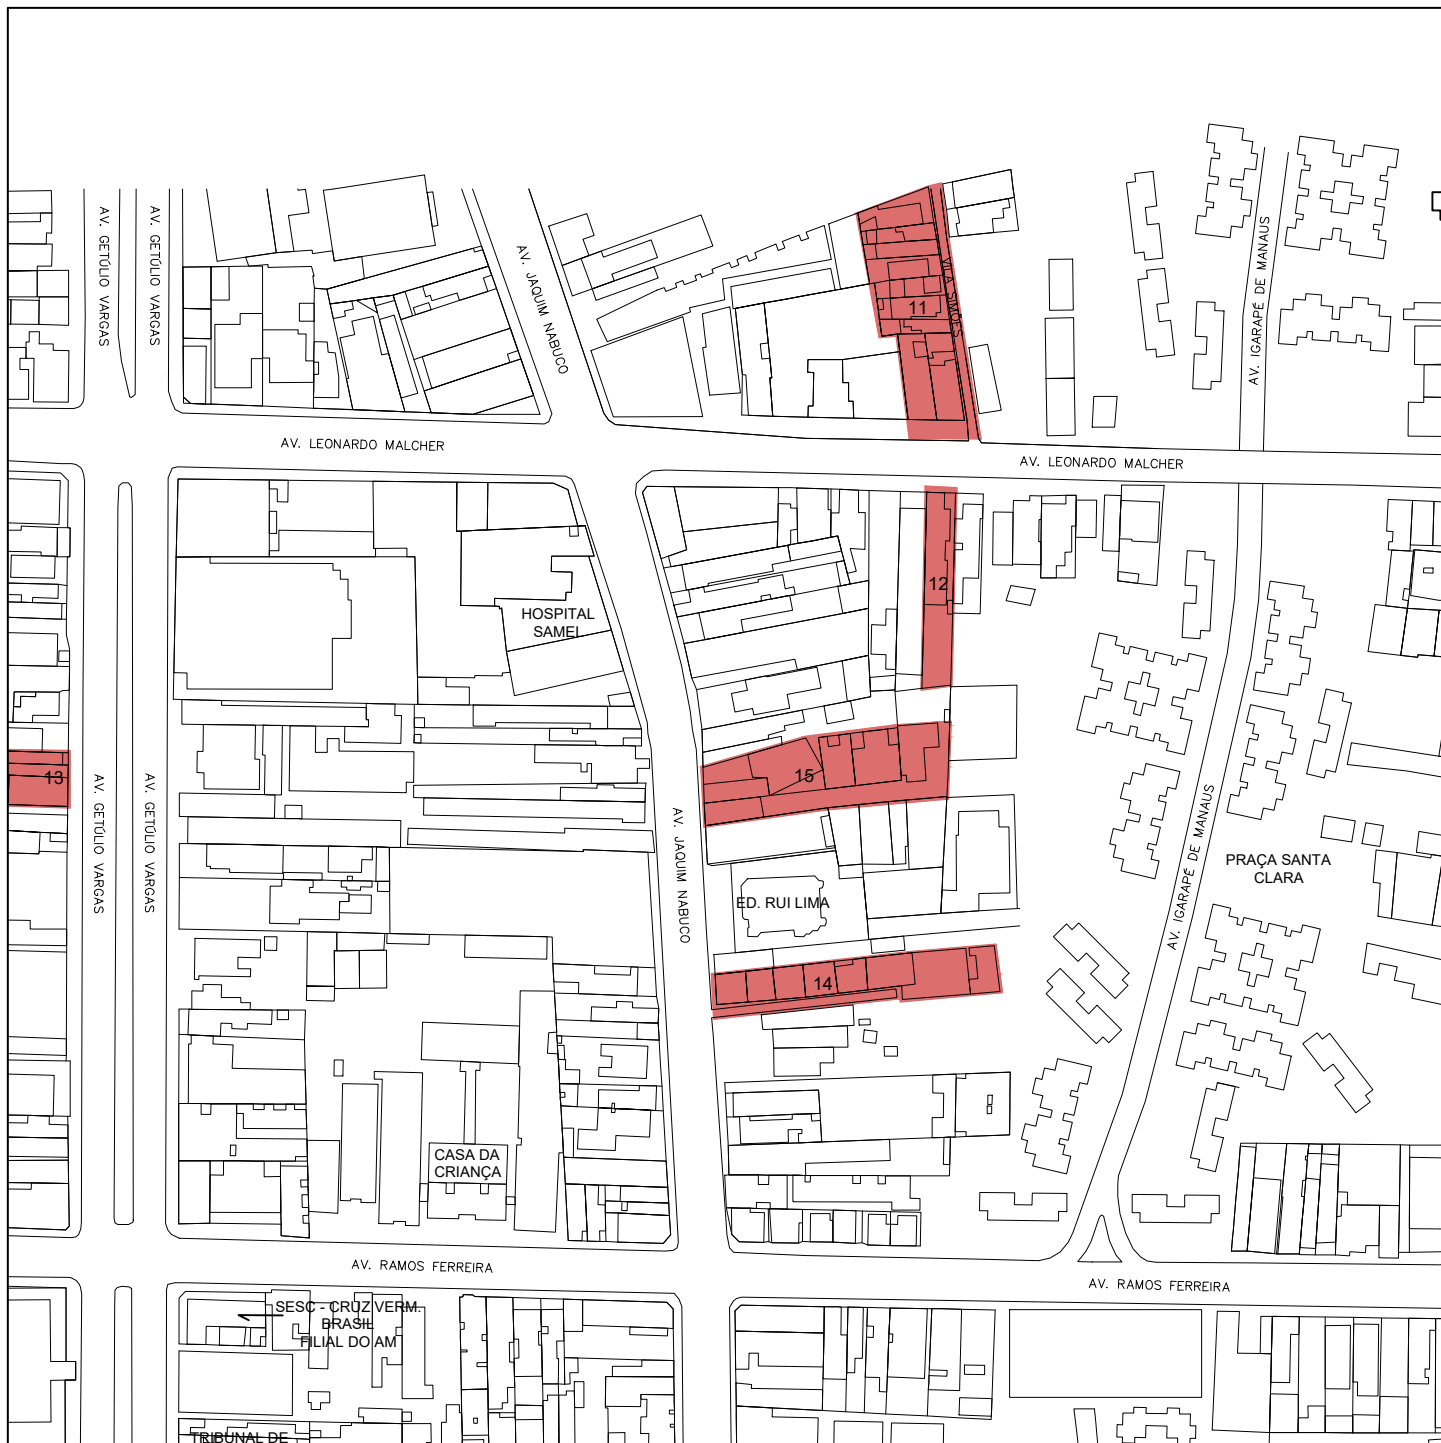 AV. GETÚLIO VARGAS
AV. GETÚLIO VARGAS
AV. JAQUIM NABUCO
VILA SIMÕES
11
AV. IGARAPÉ DE MANAUS
AV. LEONARDO MALCHER
AV. LEONARDO MALCHER
12
HOSPITAL
SAMEL
13
15
AV. GETÚLIO VARGAS
AV. GETÚLIO VARGAS
AV. JAQUIM NABUCO
AV. IGARAPÉ DE MANAUS
PRAÇA SANTA
CLARA
ED. RUI LIMA
14
CASA DA
CRIANÇA
AV. RAMOS FERREIRA
AV. RAMOS FERREIRA
SESC - CRUZ VERM.
BRASIL
FILIAL DO AM
TRIBUNAL DE